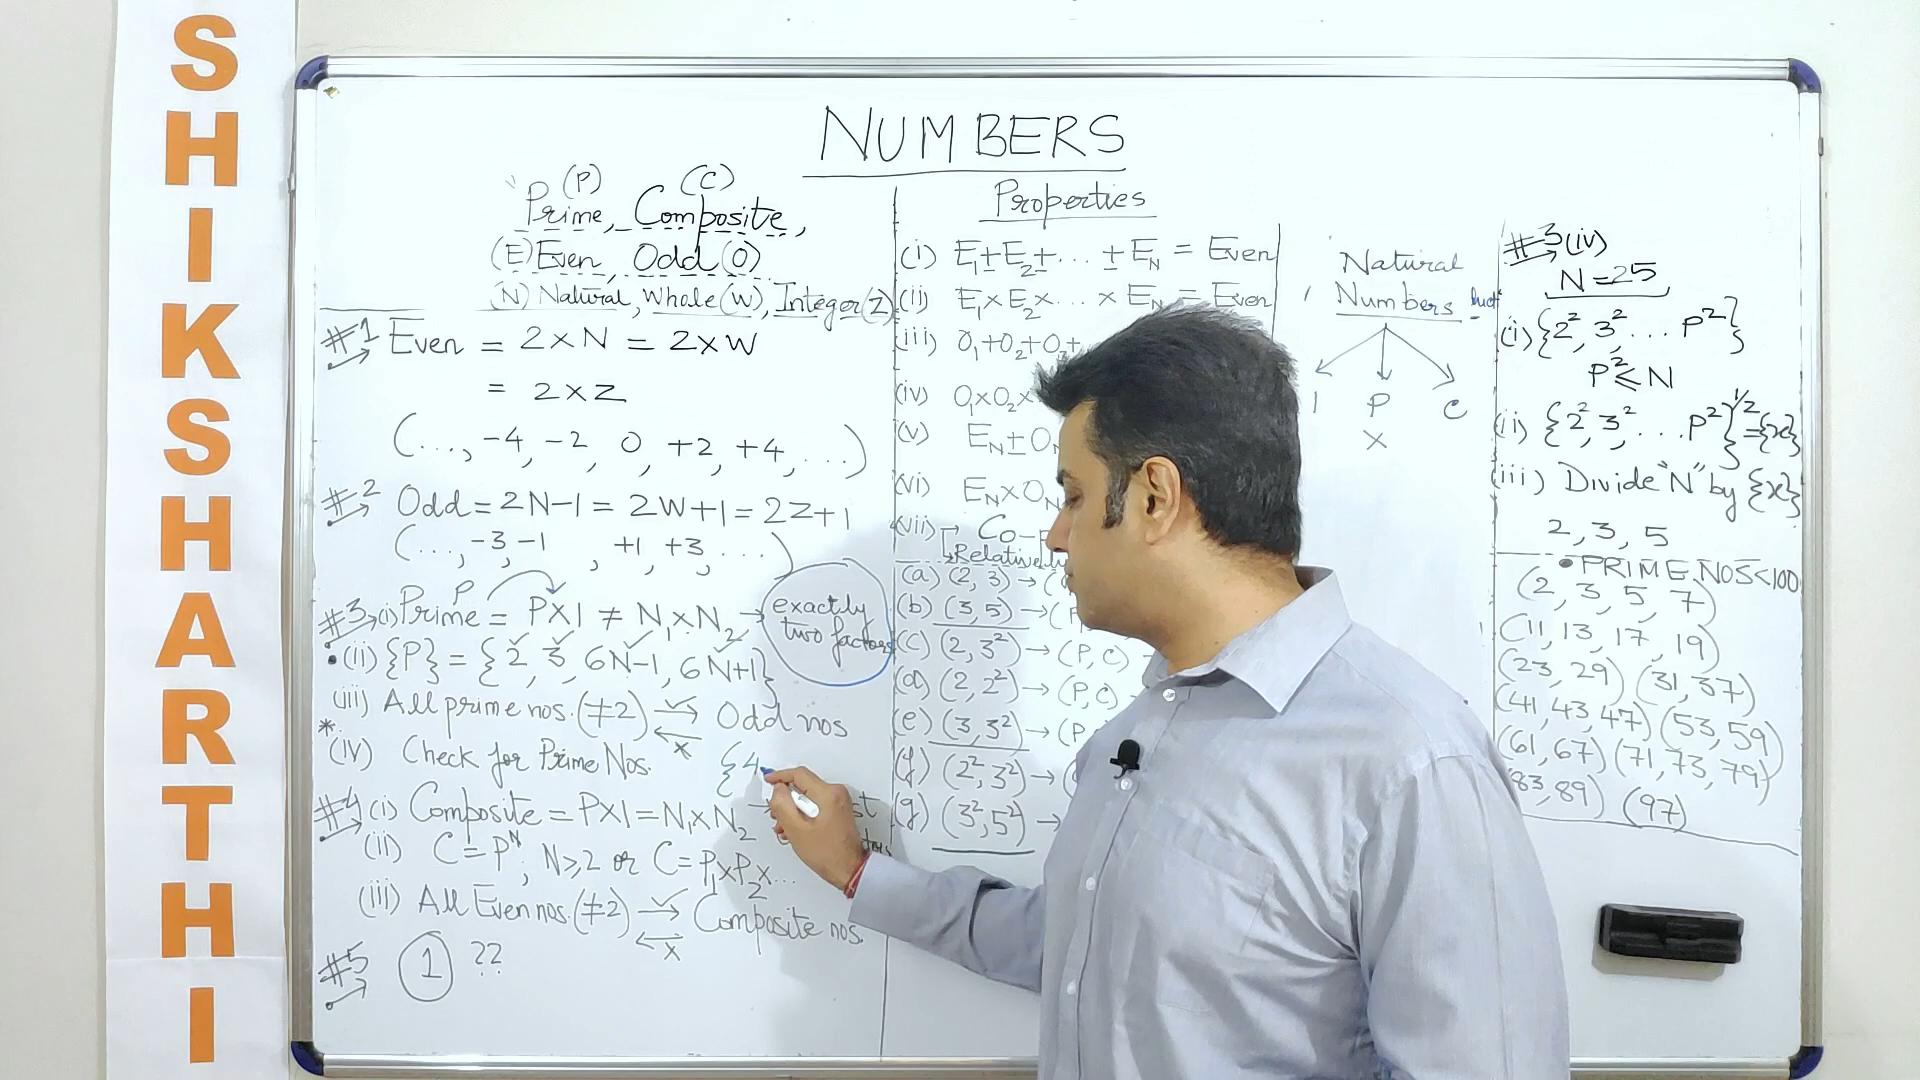 SHIKSHARTHI
NUMBERS
(P) (C)
Prime, Composite,
(E) Even, Odd (O)
(N) Natural, Whole (W), Integer (Z)
#1 Even = 2×N = 2×W
= 2×Z
(..., -4, -2, 0, +2, +4, ...)
#2 Odd = 2N-1 = 2W+1 = 2Z+1
(..., -3, -1, +1, +3, ...)
P
#3 (i) Prime = P×1 ≠ N₁×N₂ → exactly two factors
•(ii) {P} = {2, 3, 6N-1, 6N+1}
(iii) All prime nos. (≠2) → Odd nos
← x
*(iv) Check for Prime Nos. {4
#4 (i) Composite = P×1 = N₁×N₂
(ii) C = Pᴺ; N⩾2 or C = P₁×P₂×...
(iii) All Even nos. (≠2) → Composite nos.
← x
#5 1 ??
Properties
(i) E₁±E₂±... ±E_N = Even
(ii) E₁×E₂×... ×E_N = Even
(iii) O₁+O₂+O₃+
(iv) O₁×O₂×
(v) E_N±O_N
(vi) E_N×O_N
(vii) → Co-
→ Relatively
(a) (2, 3) → (
(b) (3, 5) → (
(c) (2, 3²) → (P, C)
(d) (2, 2²) → (P, C)
(e) (3, 3²) → (P,
(f) (2², 3²) →
(g) (3², 5²) →
Natural
Numbers
1 P C
x
#3 (iv)
N = 25
(i) {2², 3², ... P²}
P² ⩽ N
(ii) {2², 3², ... P²}^1/2 = {x}
(iii) Divide "N" by {x}
2, 3, 5
• PRIME NOS < 100
(2, 3, 5, 7)
(11, 13, 17, 19)
(23, 29) (31, 37)
(41, 43, 47) (53, 59)
(61, 67) (71, 73, 79)
83, 89) (97)